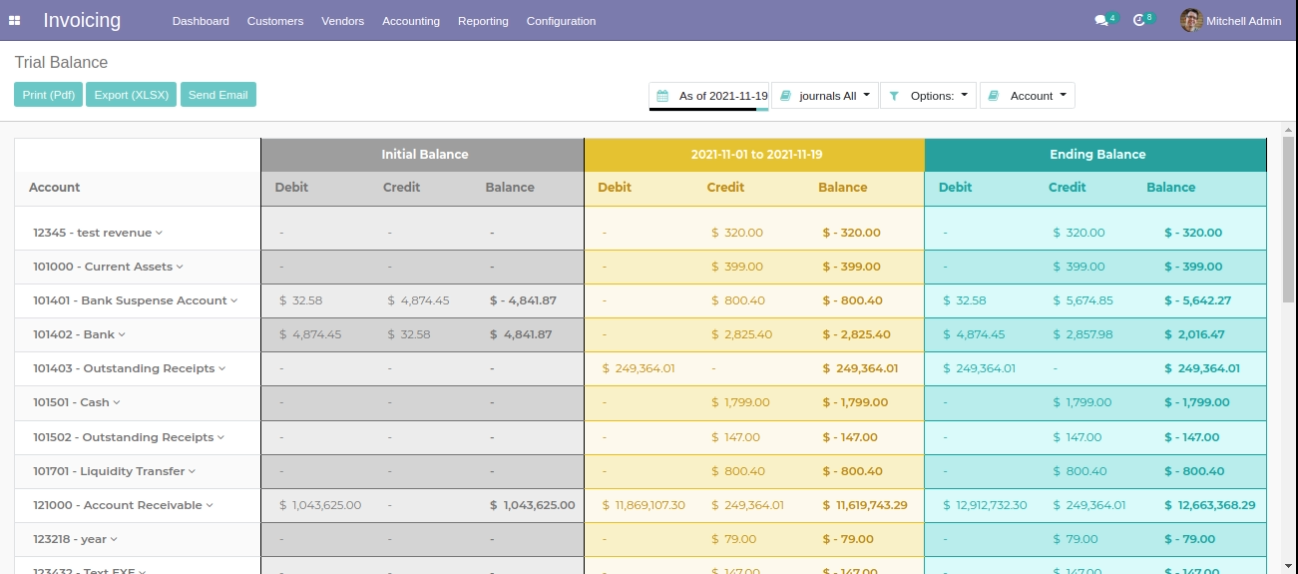 Invoicing Dashboard Customers Vendors Accounting Reporting Configuration 4 8 Mitchell Admin
Trial Balance
Print (Pdf) Export (XLSX) Send Email As of 2021-11-19 journals All Options: Account
Initial Balance 2021-11-01 to 2021-11-19 Ending Balance
Account Debit Credit Balance Debit Credit Balance Debit Credit Balance
12345 - test revenue - - - - $ 320.00 $ - 320.00 - $ 320.00 $ - 320.00
101000 - Current Assets - - - - $ 399.00 $ - 399.00 - $ 399.00 $ - 399.00
101401 - Bank Suspense Account $ 32.58 $ 4,874.45 $ - 4,841.87 - $ 800.40 $ - 800.40 $ 32.58 $ 5,674.85 $ - 5,642.27
101402 - Bank $ 4,874.45 $ 32.58 $ 4,841.87 - $ 2,825.40 $ - 2,825.40 $ 4,874.45 $ 2,857.98 $ 2,016.47
101403 - Outstanding Receipts - - - $ 249,364.01 - $ 249,364.01 $ 249,364.01 - $ 249,364.01
101501 - Cash - - - - $ 1,799.00 $ - 1,799.00 - $ 1,799.00 $ - 1,799.00
101502 - Outstanding Receipts - - - - $ 147.00 $ - 147.00 - $ 147.00 $ - 147.00
101701 - Liquidity Transfer - - - - $ 800.40 $ - 800.40 - $ 800.40 $ - 800.40
121000 - Account Receivable $ 1,043,625.00 - $ 1,043,625.00 $ 11,869,107.30 $ 249,364.01 $ 11,619,743.29 $ 12,912,732.30 $ 249,364.01 $ 12,663,368.29
123218 - year - - - - $ 79.00 $ - 79.00 - $ 79.00 $ - 79.00
123432 - Text EXE - - - - $ 147.00 $ - 147.00 - $ 147.00 $ - 147.00